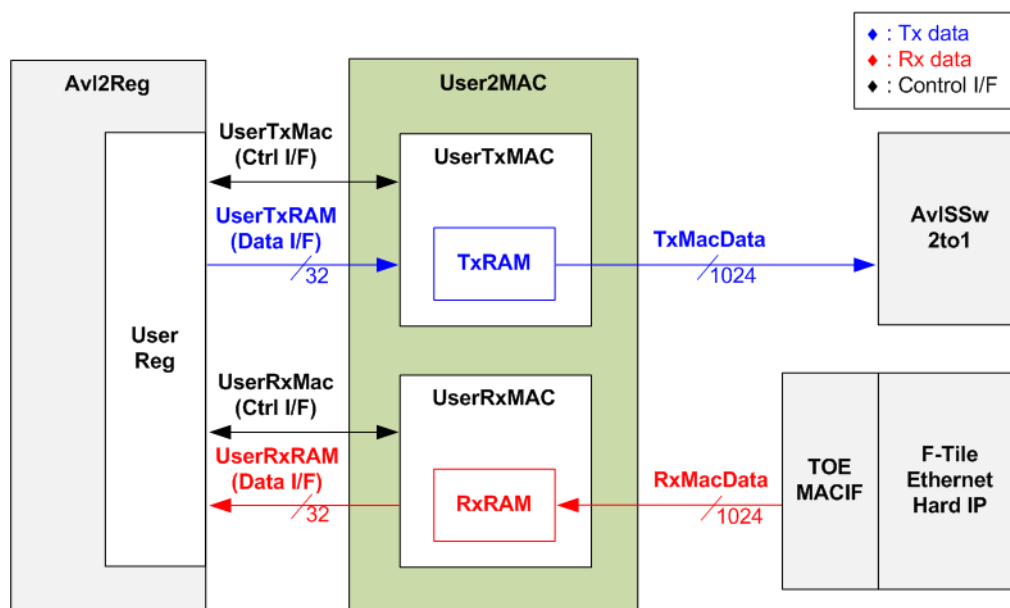 ♦ : Tx data
♦ : Rx data
♦ : Control I/F
Avl2Reg
User2MAC
UserTxMac
(Ctrl I/F)
UserTxMAC
UserTxRAM
(Data I/F)
32
TxRAM
TxMacData
1024
AvlSSw
2to1
User
Reg
UserRxMac
(Ctrl I/F)
UserRxMAC
UserRxRAM
(Data I/F)
32
RxRAM
RxMacData
1024
TOE
MACIF
F-Tile
Ethernet
Hard IP